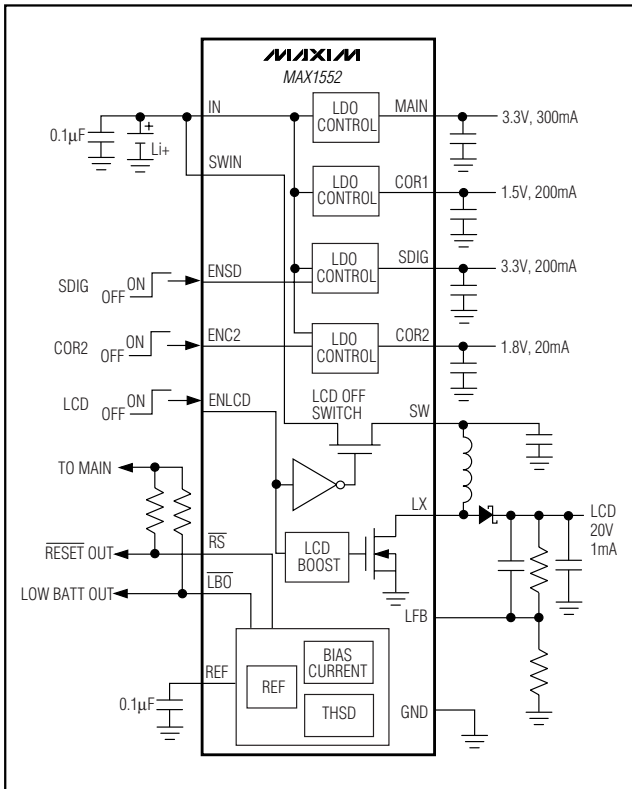 MAXIM
MAX1552
IN
LDO
CONTROL
MAIN
3.3V, 300mA
0.1μF
+
Li+
SWIN
LDO
CONTROL
COR1
1.5V, 200mA
SDIG
ON
OFF
ENSD
LDO
CONTROL
SDIG
3.3V, 200mA
COR2
ON
OFF
ENC2
LDO
CONTROL
COR2
1.8V, 20mA
LCD
ON
OFF
ENLCD
LCD OFF
SWITCH
SW
TO MAIN
LX
LCD
20V
1mA
RESET OUT
RS
LCD
BOOST
LOW BATT OUT
LBO
LFB
BIAS
CURRENT
REF
REF
THSD
0.1μF
GND